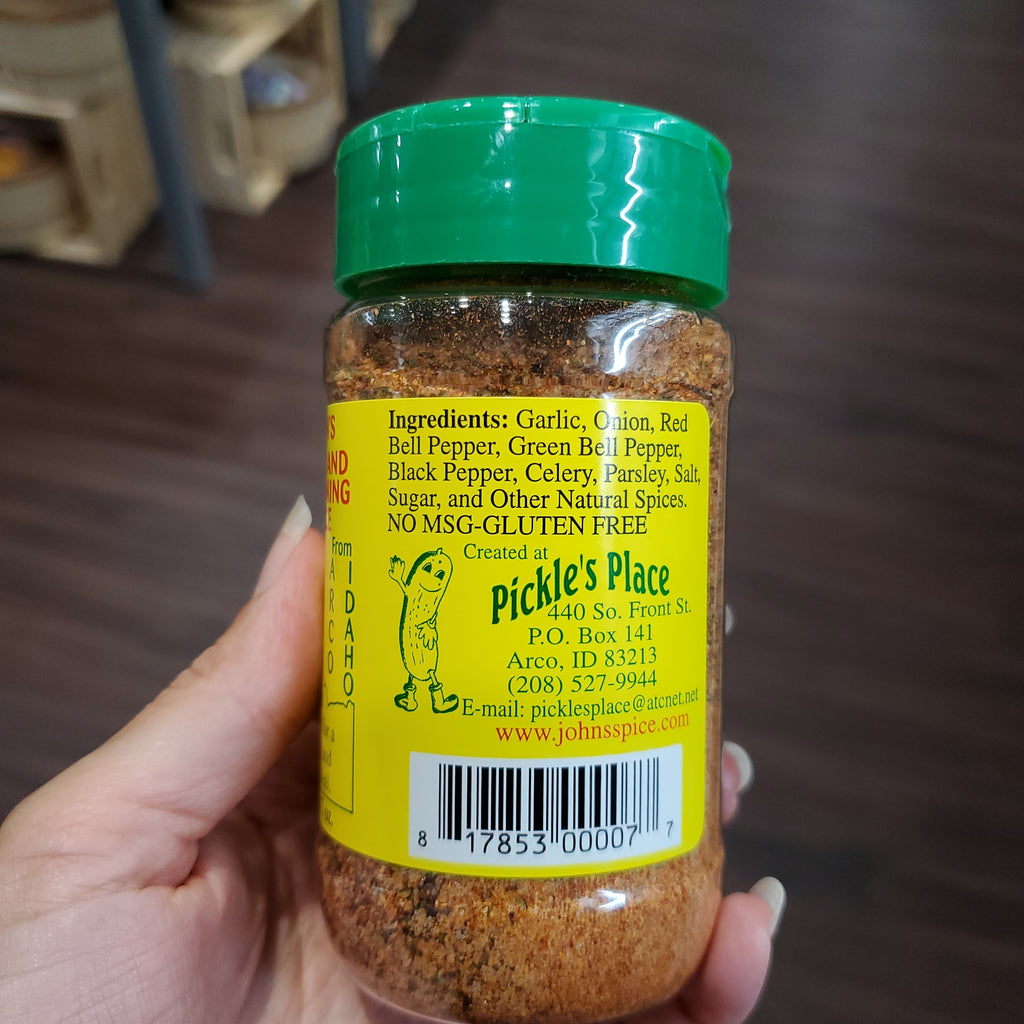 Ingredients: Garlic, Onion, Red
Bell Pepper, Green Bell Pepper,
Black Pepper, Celery, Parsley, Salt,
Sugar, and Other Natural Spices.
NO MSG-GLUTEN FREE
Created at
Pickle's Place
440 So. Front St.
P.O. Box 141
Arco, ID 83213
(208) 527-9944
E-mail: picklesplace@atcnet.net
www.johnsspice.com
8 17853 00007 7
From
ARCO
IDAHO
oz.